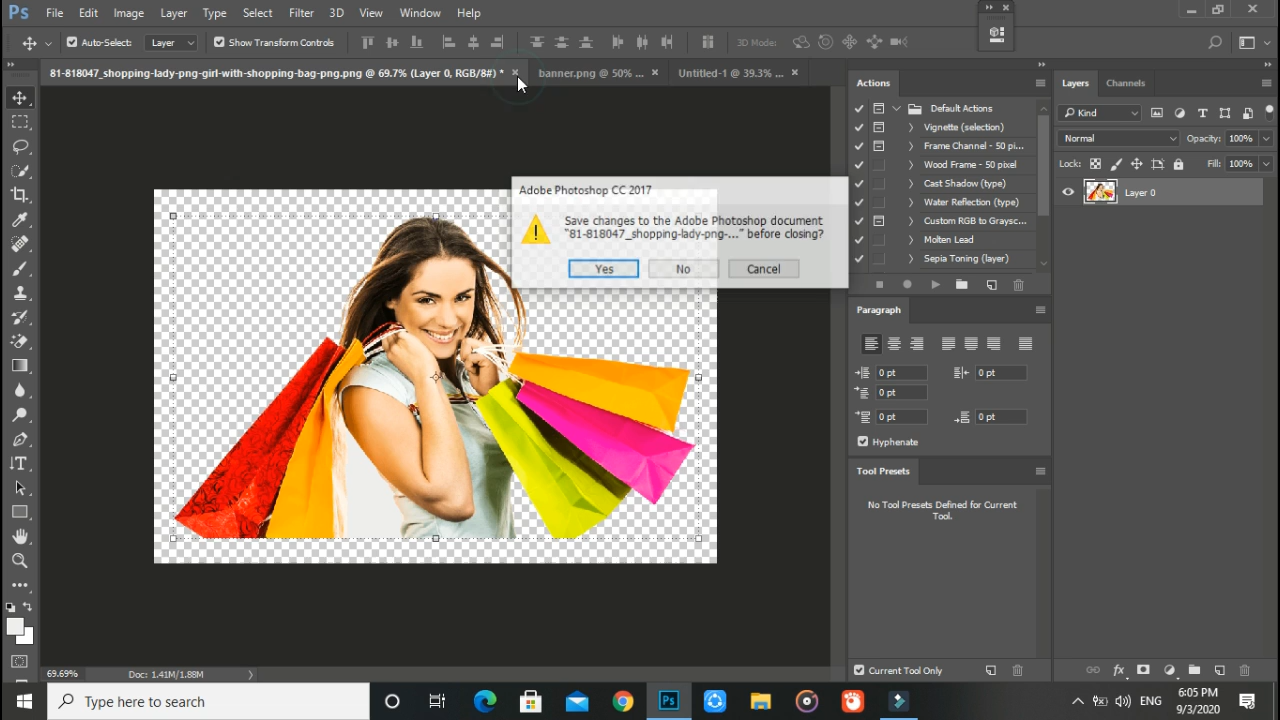 Ps File Edit Image Layer Type Select Filter 3D View Window Help
Auto-Select: Layer Show Transform Controls 3D Mode:
81-818047_shopping-lady-png-girl-with-shopping-bag-png.png @ 69.7% (Layer 0, RGB/8#) * banner.png @ 50% ... Untitled-1 @ 39.3% ...
Adobe Photoshop CC 2017
Save changes to the Adobe Photoshop document
"81-818047_shopping-lady-png-..." before closing?
Yes No Cancel
Actions
Default Actions
Vignette (selection)
Frame Channel - 50 pi...
Wood Frame - 50 pixel
Cast Shadow (type)
Water Reflection (type)
Custom RGB to Graysc...
Molten Lead
Sepia Toning (layer)
Paragraph
0 pt 0 pt
0 pt
0 pt 0 pt
Hyphenate
Tool Presets
No Tool Presets Defined for Current
Tool.
Current Tool Only
Layers Channels
Kind
Normal Opacity: 100%
Lock: Fill: 100%
Layer 0
69.69% Doc: 1.41M/1.88M
Type here to search
Ps
ENG
6:05 PM
9/3/2020